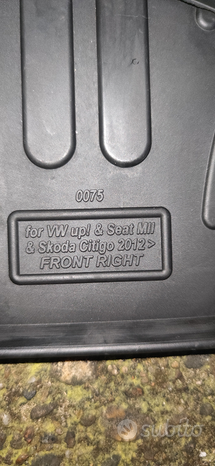 0075
for VW up! & Seat MII
& Skoda Citigo 2012>
FRONT RIGHT
SUBITO